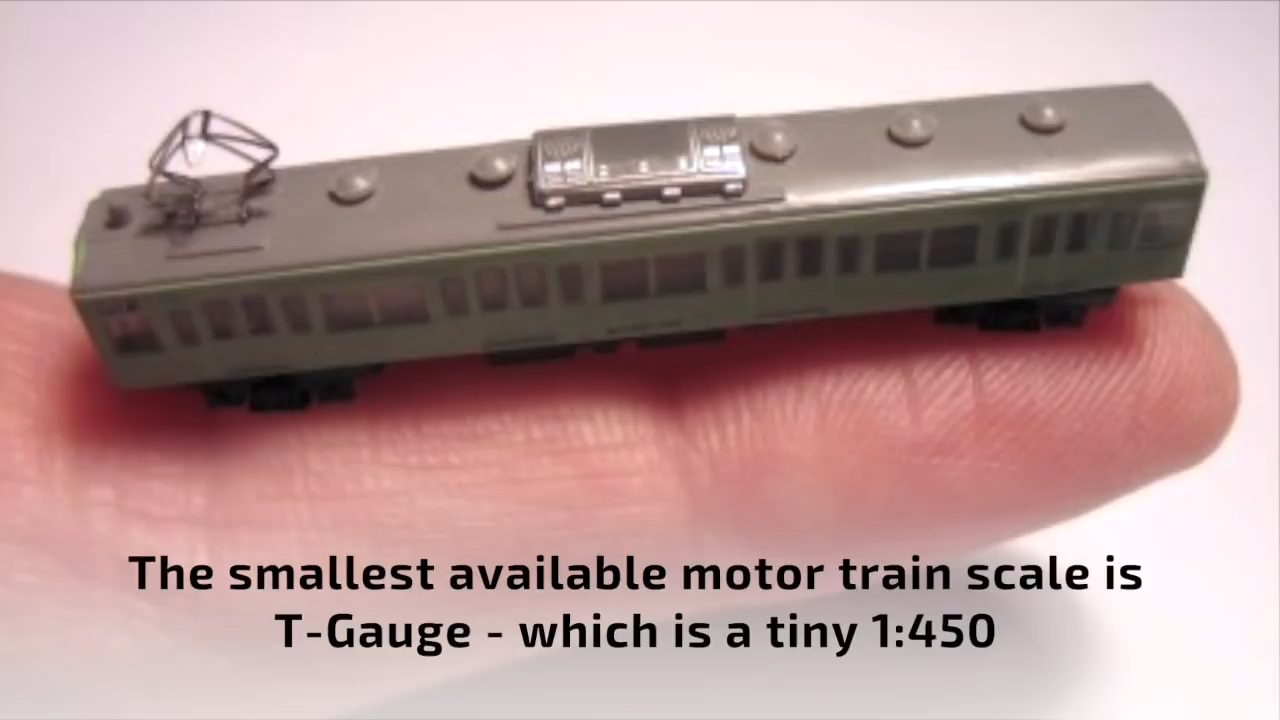 The smallest available motor train scale is
T-Gauge - which is a tiny 1:450